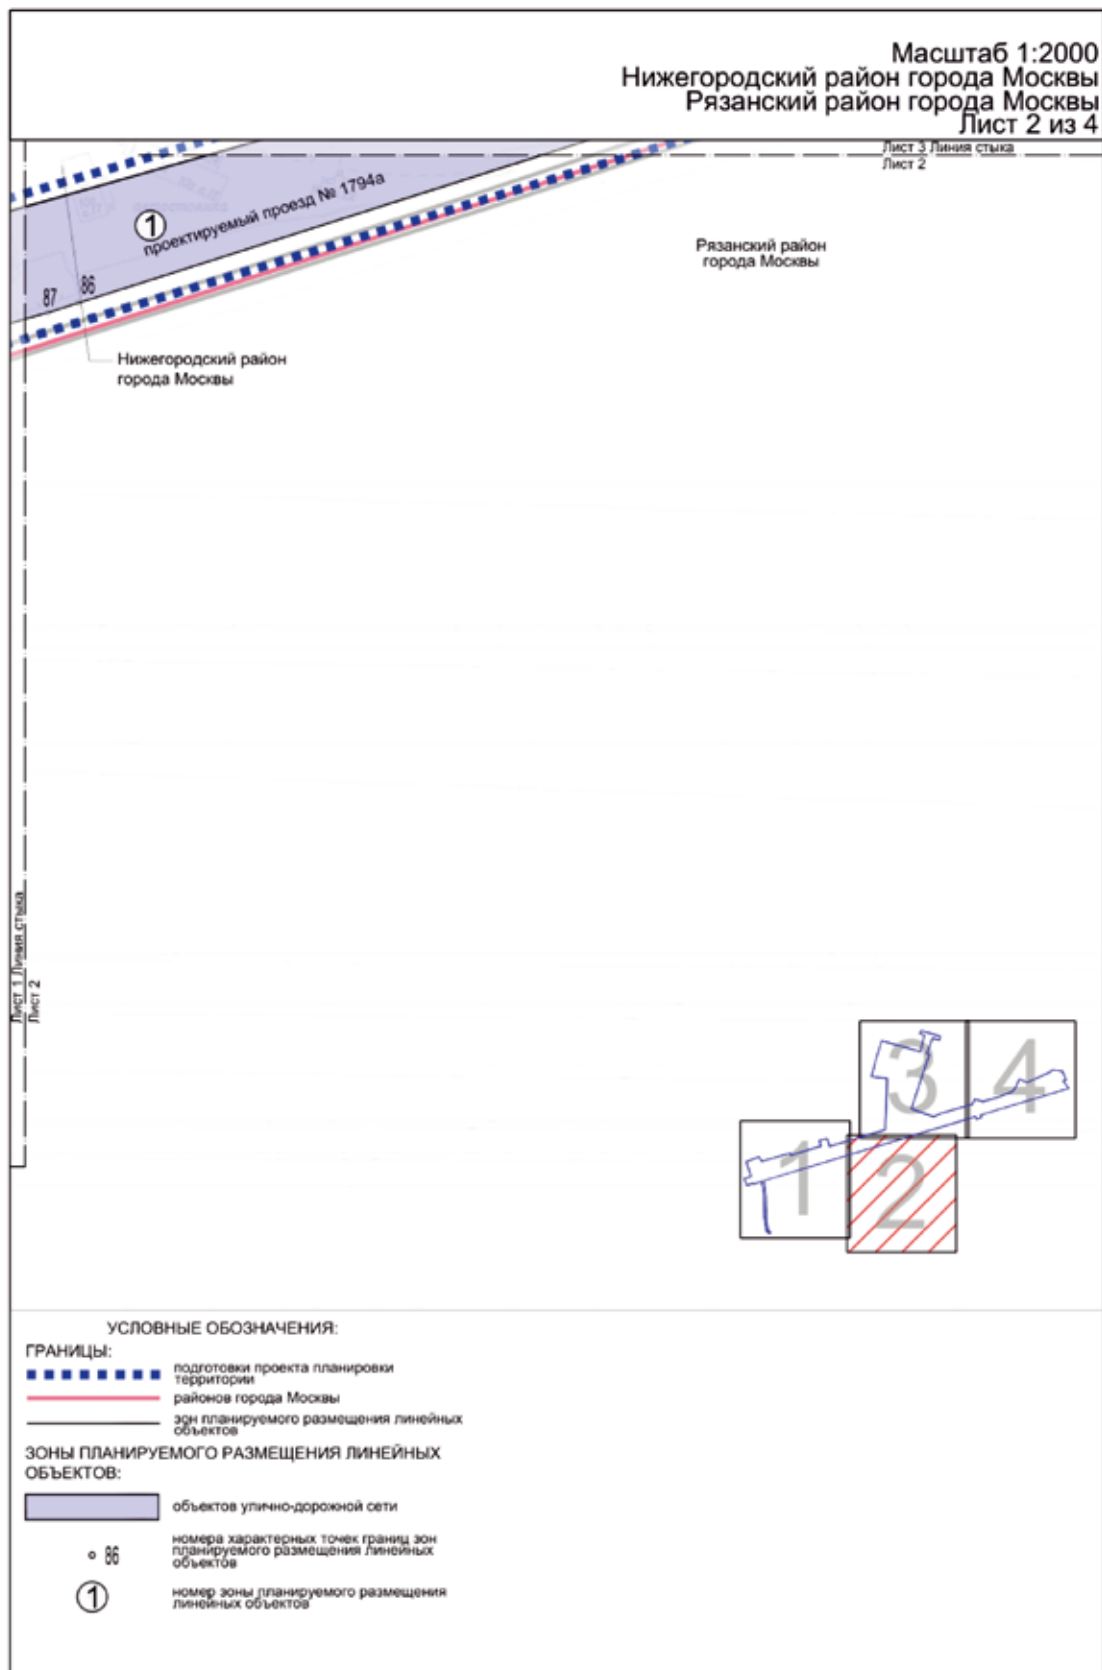 Масштаб 1:2000
Нижегородский район города Москвы
Рязанский район города Москвы
Лист 2 из 4
Лист 3 Линия стыка
Лист 2
проектируемый проезд № 1794а
1
87 86
Рязанский район
города Москвы
Нижегородский район
города Москвы
Лист 1 Линия стыка
Лист 2
3
4
1
2
УСЛОВНЫЕ ОБОЗНАЧЕНИЯ:
ГРАНИЦЫ:
подготовки проекта планировки
территории
районов города Москвы
зон планируемого размещения линейных
объектов
ЗОНЫ ПЛАНИРУЕМОГО РАЗМЕЩЕНИЯ ЛИНЕЙНЫХ
ОБЪЕКТОВ:
объектов улично-дорожной сети
86
номера характерных точек границ зон
планируемого размещения линейных
объектов
1
номер зоны планируемого размещения
линейных объектов